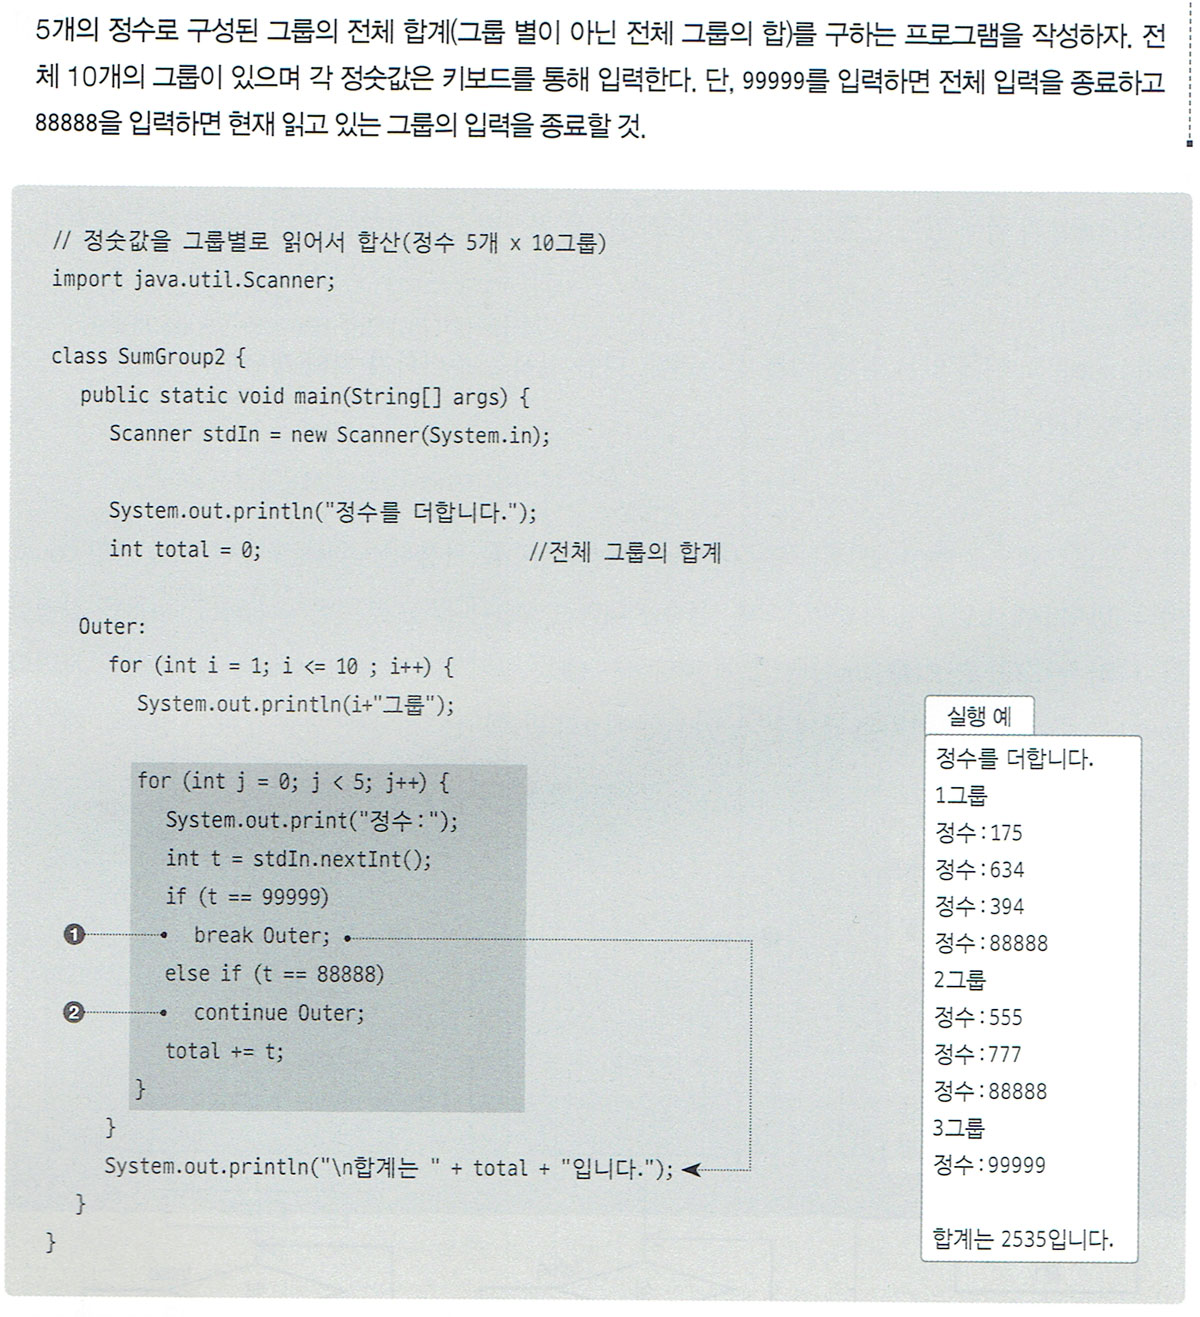 5개의 정수로 구성된 그룹의 전체 합계(그룹 별이 아닌 전체 그룹의 합)를 구하는 프로그램을 작성하자. 전
체 10개의 그룹이 있으며 각 정숫값은 키보드를 통해 입력한다. 단, 99999를 입력하면 전체 입력을 종료하고
88888을 입력하면 현재 읽고 있는 그룹의 입력을 종료할 것.
// 정숫값을 그룹별로 읽어서 합산(정수 5개 x 10그룹)
import java.util.Scanner;
class SumGroup2 {
public static void main(String[] args) {
Scanner stdIn = new Scanner(System.in);
System.out.println("정수를 더합니다.");
int total = 0; //전체 그룹의 합계
Outer:
for (int i = 1; i <= 10 ; i++) {
System.out.println(i+"그룹");
for (int j = 0; j < 5; j++) {
System.out.print("정수:");
int t = stdIn.nextInt();
if (t == 99999)
❶ break Outer;
else if (t == 88888)
❷ continue Outer;
total += t;
}
}
System.out.println("\n합계는 " + total + "입니다.");
}
}
실행 예
정수를 더합니다.
1그룹
정수:175
정수:634
정수:394
정수:88888
2그룹
정수:555
정수:777
정수:88888
3그룹
정수:99999
합계는 2535입니다.